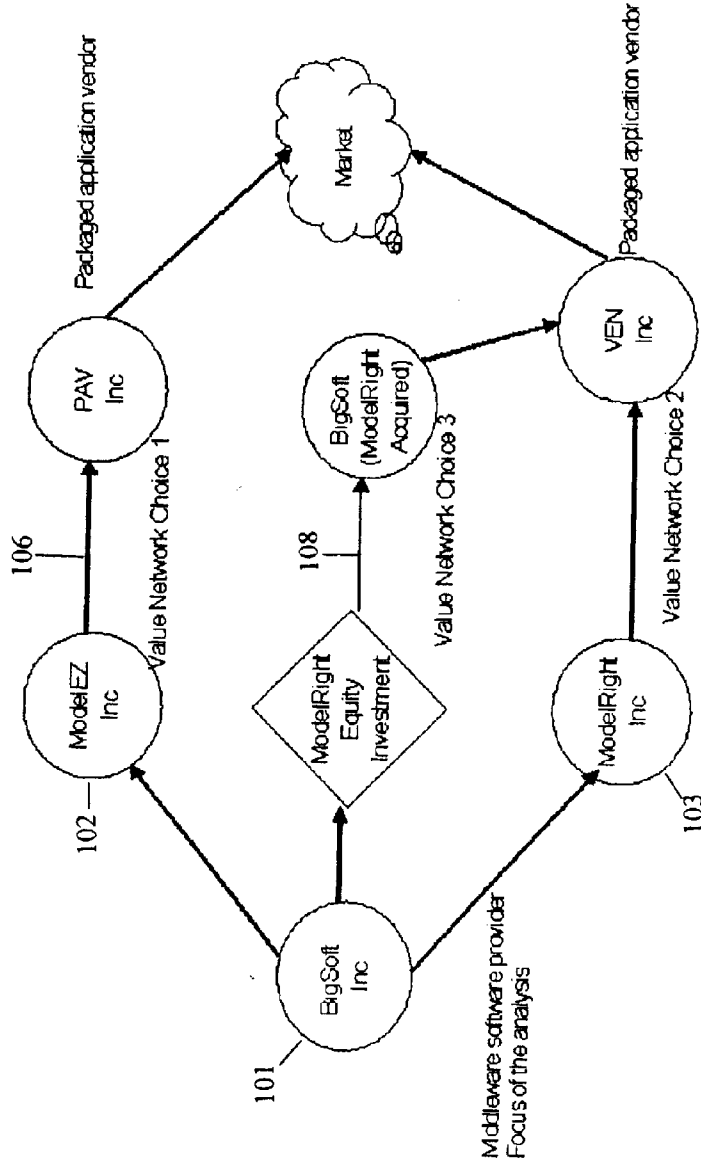 Packaged application vendor
106
PAV
Inc
ModelEZ
Inc
102
Value Network Choice 1
Market
108
BigSoft
(ModelRight
Acquired)
ModelRight
Equity
Investment
Value Network Choice 3
BigSoft
Inc
101
Middleware software provider
Focus of the analysis
VEN
Inc
ModelRight
Inc
103
Value Network Choice 2
Packaged application vendor